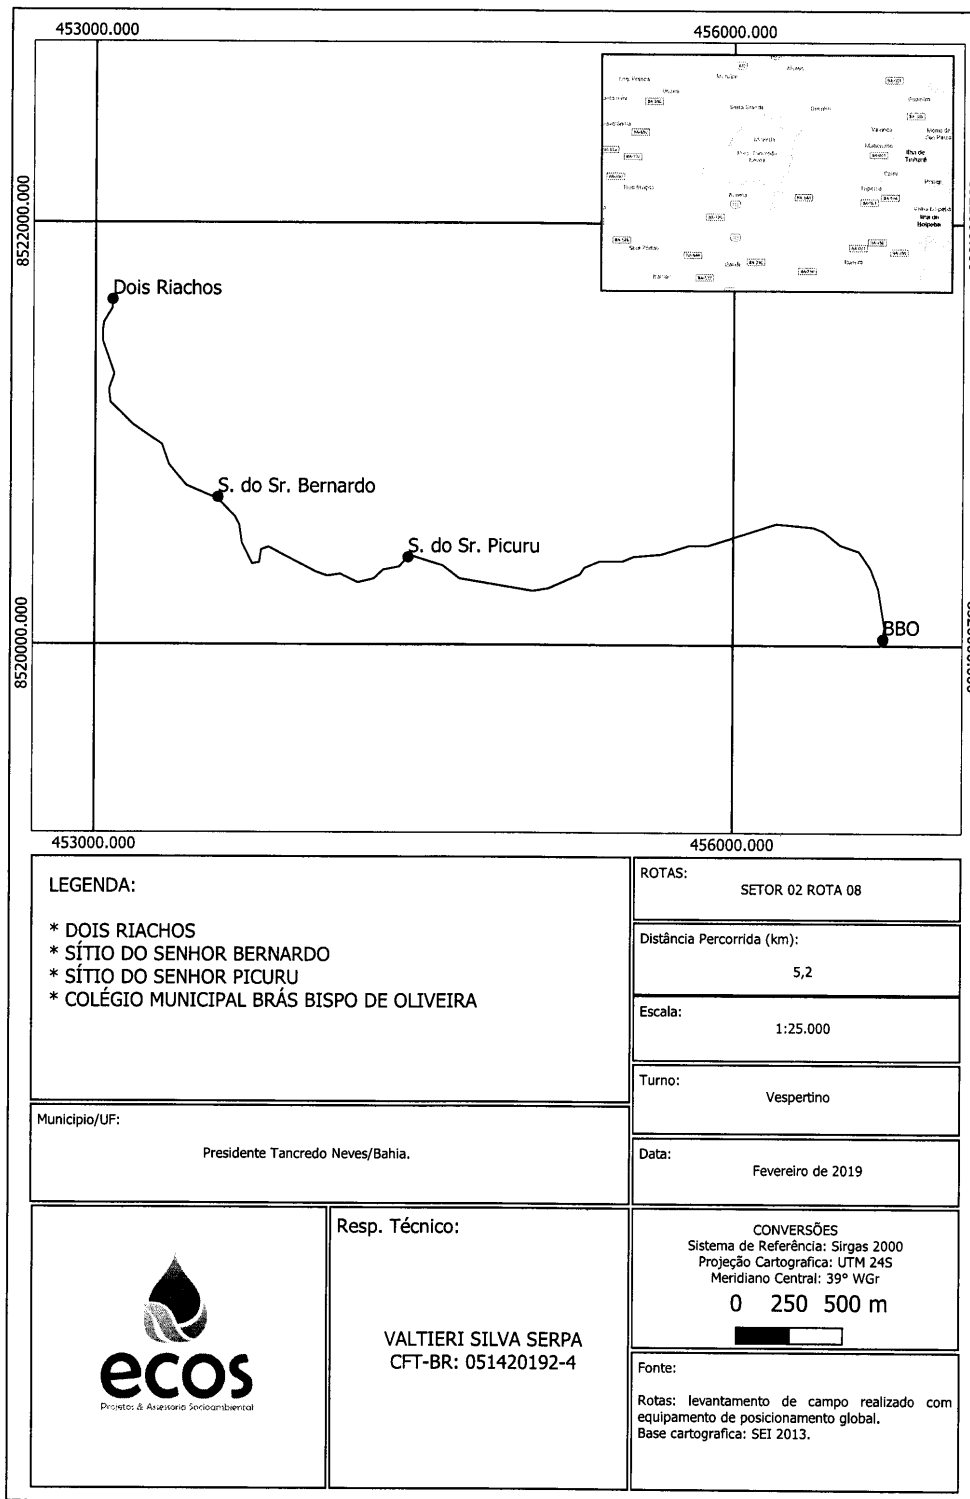 453000.000
456000.000
8522000.000
Dois Riachos
S. do Sr. Bernardo
S. do Sr. Picuru
BBO
8520000.000
453000.000
456000.000
LEGENDA:
* DOIS RIACHOS
* SÍTIO DO SENHOR BERNARDO
* SÍTIO DO SENHOR PICURU
* COLÉGIO MUNICIPAL BRÁS BISPO DE OLIVEIRA
ROTAS:
SETOR 02 ROTA 08
Distância Percorrida (km):
5,2
Escala:
1:25.000
Turno:
Vespertino
Municipio/UF:
Presidente Tancredo Neves/Bahia.
Data:
Fevereiro de 2019
ecos
Projetos & Assessoria Socioambiental
Resp. Técnico:
VALTIERI SILVA SERPA
CFT-BR: 051420192-4
CONVERSÕES
Sistema de Referência: Sirgas 2000
Projeção Cartografica: UTM 24S
Meridiano Central: 39º WGr
0 250 500 m
Fonte:
Rotas: levantamento de campo realizado com
equipamento de posicionamento global.
Base cartografica: SEI 2013.